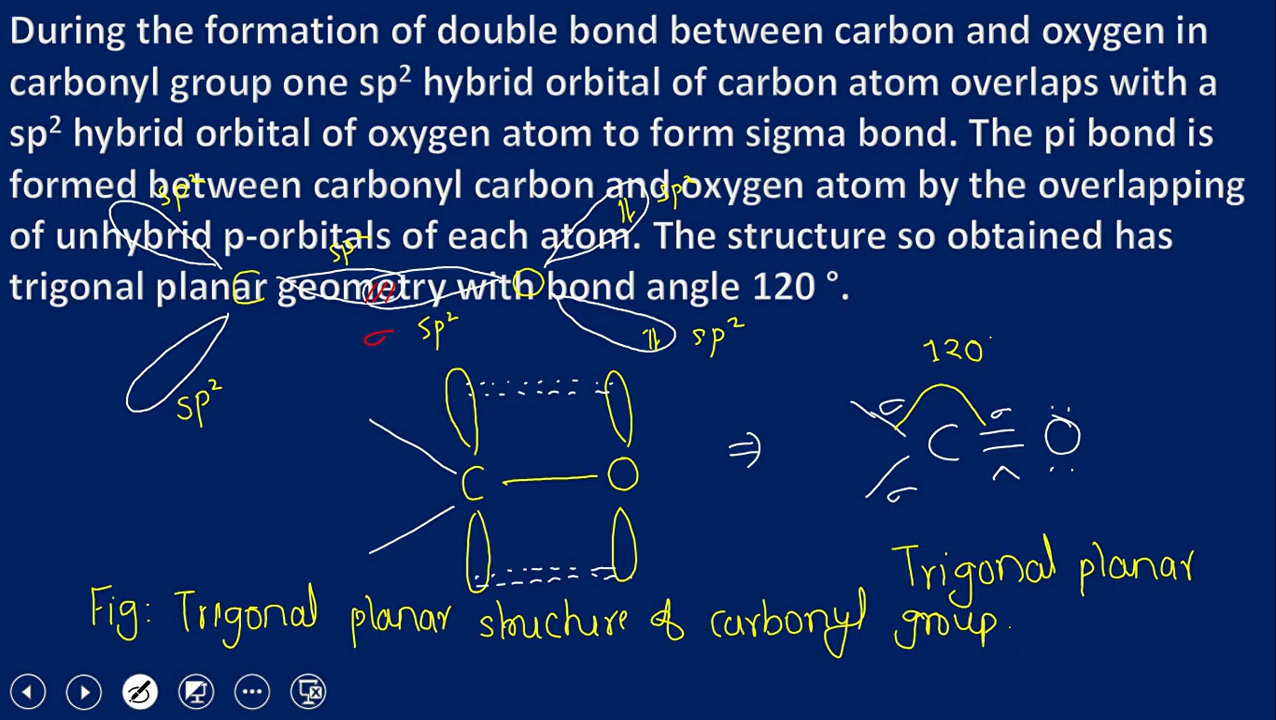 During the formation of double bond between carbon and oxygen in
carbonyl group one sp² hybrid orbital of carbon atom overlaps with a
sp² hybrid orbital of oxygen atom to form sigma bond. The pi bond is
formed between carbonyl carbon and oxygen atom by the overlapping
of unhybrid p-orbitals of each atom. The structure so obtained has
trigonal planar geometry with bond angle 120 °.
sp² sp²
sp²
C O
σ sp² sp²
sp²
120°
σ σ
C O ⇒ C = O
σ
Trigonal planar
Fig: Trigonal planar structure of carbonyl group.